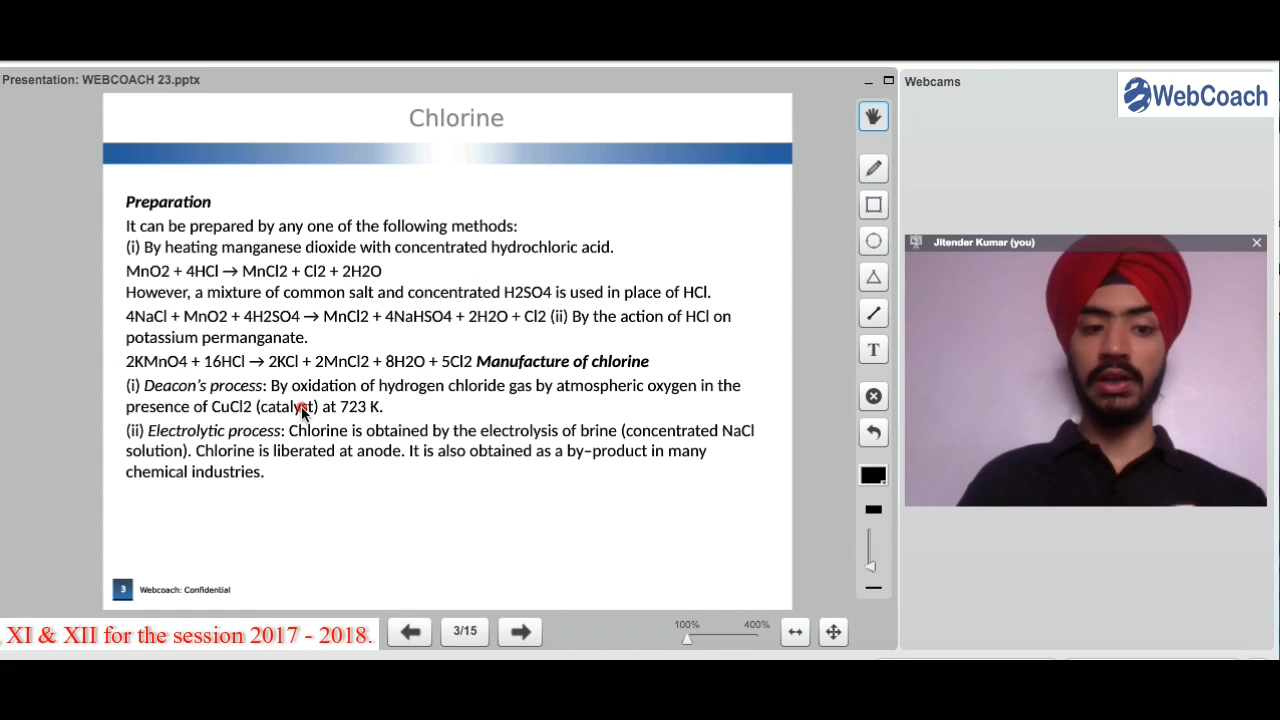 Presentation: WEBCOACH 23.pptx
Webcams
WebCoach
Chlorine
Jitender Kumar (you)
Preparation
It can be prepared by any one of the following methods:
(i) By heating manganese dioxide with concentrated hydrochloric acid.
MnO2 + 4HCl → MnCl2 + Cl2 + 2H2O
However, a mixture of common salt and concentrated H2SO4 is used in place of HCl.
4NaCl + MnO2 + 4H2SO4 → MnCl2 + 4NaHSO4 + 2H2O + Cl2 (ii) By the action of HCl on
potassium permanganate.
2KMnO4 + 16HCl → 2KCl + 2MnCl2 + 8H2O + 5Cl2 Manufacture of chlorine
(i) Deacon's process: By oxidation of hydrogen chloride gas by atmospheric oxygen in the
presence of CuCl2 (catalyst) at 723 K.
(ii) Electrolytic process: Chlorine is obtained by the electrolysis of brine (concentrated NaCl
solution). Chlorine is liberated at anode. It is also obtained as a by–product in many
chemical industries.
T
3 Webcoach: Confidential
XI & XII for the session 2017 - 2018.
3/15
100% 400%